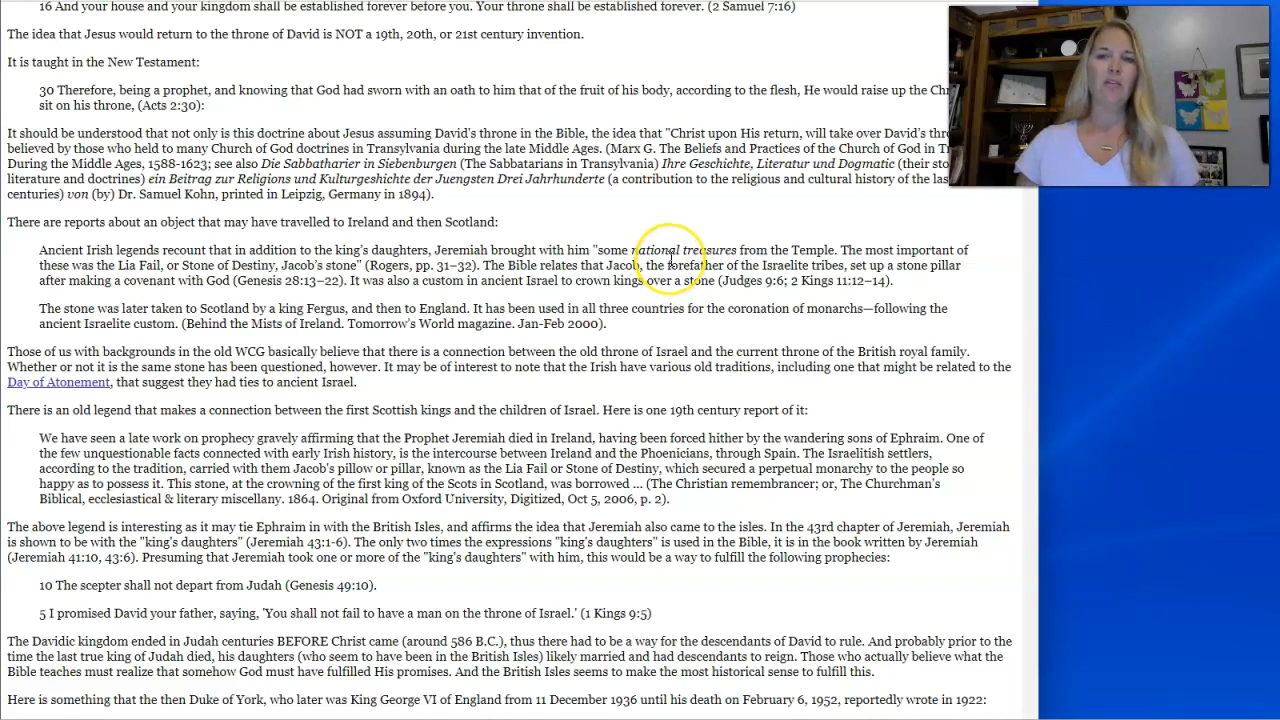 16 And your house and your kingdom shall be established forever before you. Your throne shall be established forever. (2 Samuel 7:16)
The idea that Jesus would return to the throne of David is NOT a 19th, 20th, or 21st century invention.
It is taught in the New Testament:
30 Therefore, being a prophet, and knowing that God had sworn with an oath to him that of the fruit of his body, according to the flesh, He would raise up the
sit on his throne, (Acts 2:30):
It should be understood that not only is this doctrine about Jesus assuming David's throne in the Bible, the idea that "Christ upon His return, will take over David's
believed by those who held to many Church of God doctrines in Transylvania during the late Middle Ages. (Marx G. The Beliefs and Practices of the Church of God in
During the Middle Ages, 1588-1623; see also Die Sabbatharier in Siebenburgen (The Sabbatarians in Transylvania) Ihre Geschichte, Literatur und Dogmatic (their
literature and doctrines) ein Beitrag zur Religions und Kulturgeshichte der Juengsten Drei Jahrhunderte (a contribution to the religious and cultural history of the
centuries) von (by) Dr. Samuel Kohn, printed in Leipzig, Germany in 1894).
There are reports about an object that may have travelled to Ireland and then Scotland:
Ancient Irish legends recount that in addition to the king's daughters, Jeremiah brought with him "some national treasures from the Temple. The most important of
these was the Lia Fail, or Stone of Destiny, Jacob's stone" (Rogers, pp. 31–32). The Bible relates that Jacob, the forefather of the Israelite tribes, set up a stone pillar
after making a covenant with God (Genesis 28:13–22). It was also a custom in ancient Israel to crown kings over a stone (Judges 9:6; 2 Kings 11:12–14).
The stone was later taken to Scotland by a king Fergus, and then to England. It has been used in all three countries for the coronation of monarchs—following the
ancient Israelite custom. (Behind the Mists of Ireland. Tomorrow's World magazine. Jan-Feb 2000).
Those of us with backgrounds in the old WCG basically believe that there is a connection between the old throne of Israel and the current throne of the British royal family.
Whether or not it is the same stone has been questioned, however. It may be of interest to note that the Irish have various old traditions, including one that might be related to the
Day of Atonement, that suggest they had ties to ancient Israel.
There is an old legend that makes a connection between the first Scottish kings and the children of Israel. Here is one 19th century report of it:
We have seen a late work on prophecy gravely affirming that the Prophet Jeremiah died in Ireland, having been forced hither by the wandering sons of Ephraim. One of
the few unquestionable facts connected with early Irish history, is the intercourse between Ireland and the Phoenicians, through Spain. The Israelitish settlers,
according to the tradition, carried with them Jacob's pillow or pillar, known as the Lia Fail or Stone of Destiny, which secured a perpetual monarchy to the people so
happy as to possess it. This stone, at the crowning of the first king of the Scots in Scotland, was borrowed ... (The Christian remembrancer; or, The Churchman's
Biblical, ecclesiastical & literary miscellany. 1864. Original from Oxford University, Digitized, Oct 5, 2006, p. 2).
The above legend is interesting as it may tie Ephraim in with the British Isles, and affirms the idea that Jeremiah also came to the isles. In the 43rd chapter of Jeremiah, Jeremiah
is shown to be with the "king's daughters" (Jeremiah 43:1-6). The only two times the expressions "king's daughters" is used in the Bible, it is in the book written by Jeremiah
(Jeremiah 41:10, 43:6). Presuming that Jeremiah took one or more of the "king's daughters" with him, this would be a way to fulfill the following prophecies:
10 The scepter shall not depart from Judah (Genesis 49:10).
5 I promised David your father, saying, 'You shall not fail to have a man on the throne of Israel.' (1 Kings 9:5)
The Davidic kingdom ended in Judah centuries BEFORE Christ came (around 586 B.C.), thus there had to be a way for the descendants of David to rule. And probably prior to the
time the last true king of Judah died, his daughters (who seem to have been in the British Isles) likely married and had descendants to reign. Those who actually believe what the
Bible teaches must realize that somehow God must have fulfilled His promises. And the British Isles seems to make the most historical sense to fulfill this.
Here is something that the then Duke of York, who later was King George VI of England from 11 December 1936 until his death on February 6, 1952, reportedly wrote in 1922: